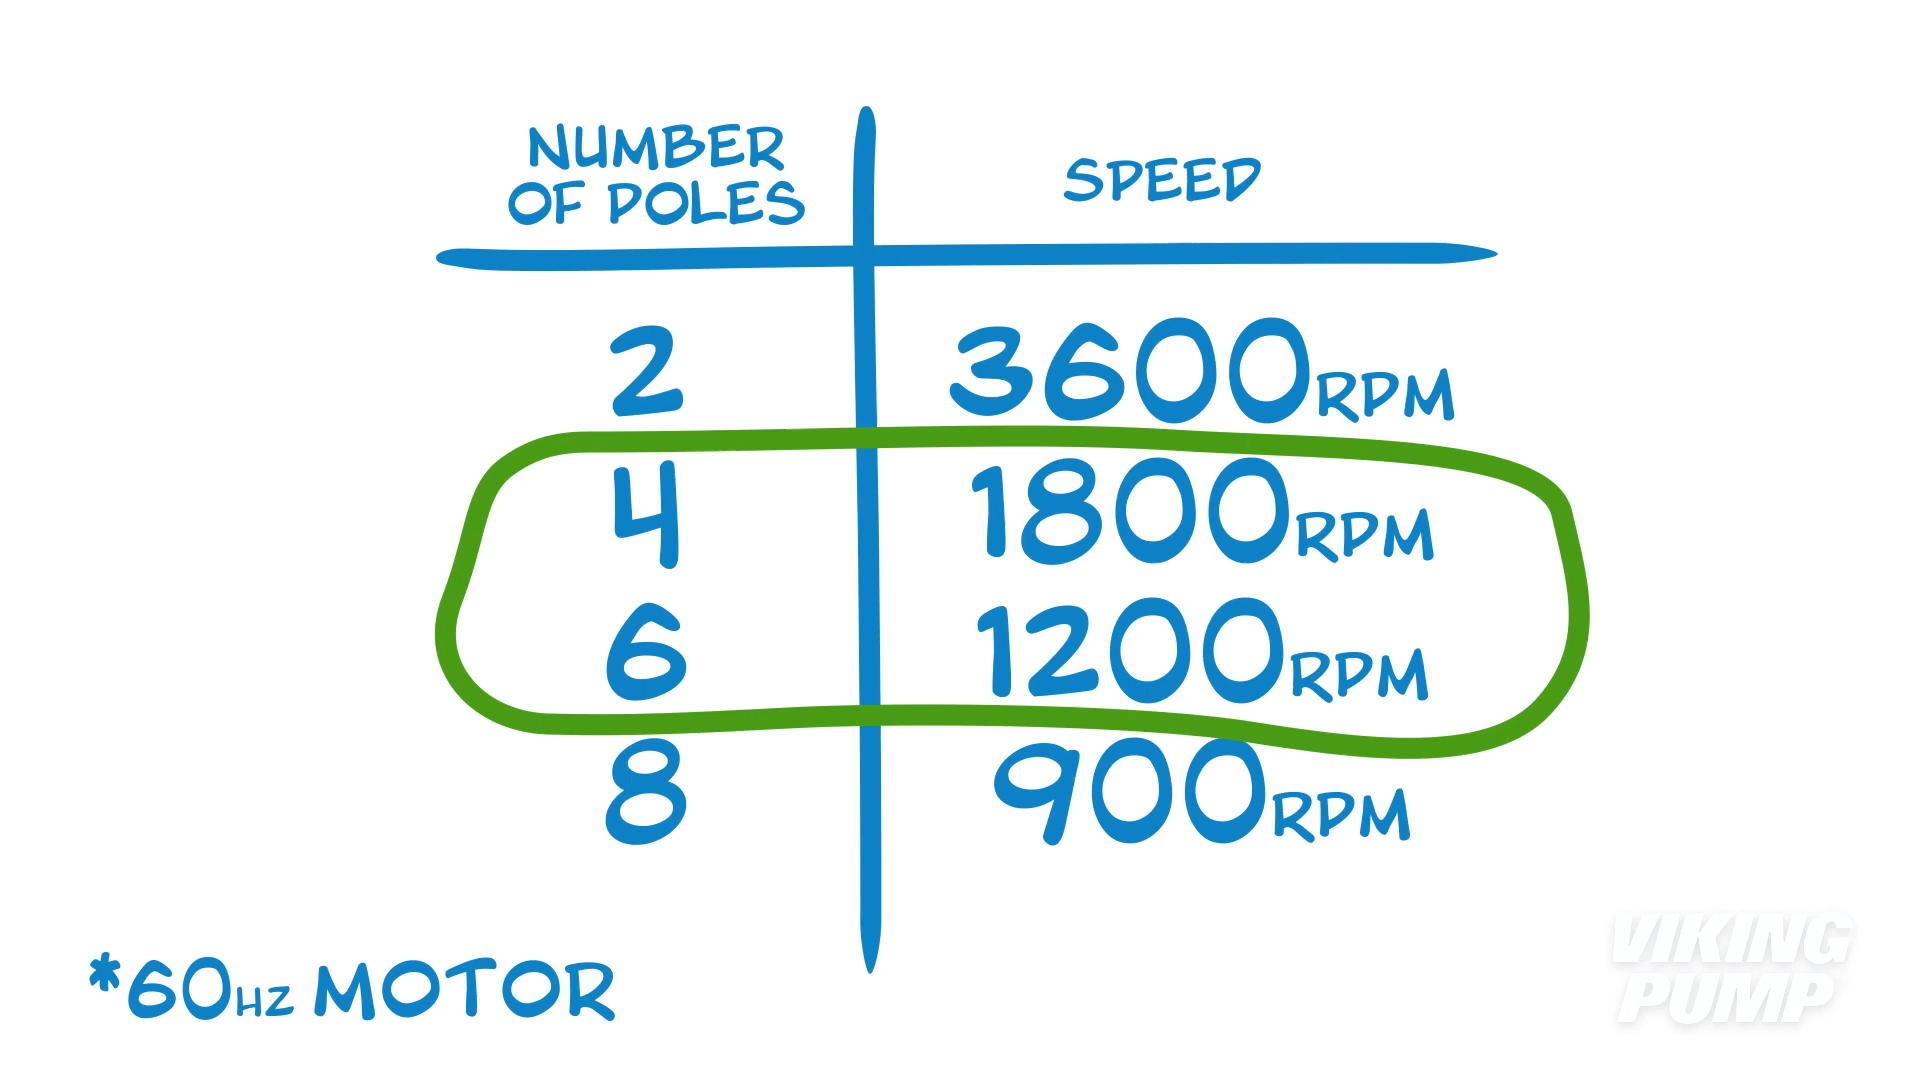 NUMBER
OF POLES
SPEED
2 3600RPM
4 1800RPM
6 1200RPM
8 900RPM
*60HZ MOTOR
VIKING
PUMP